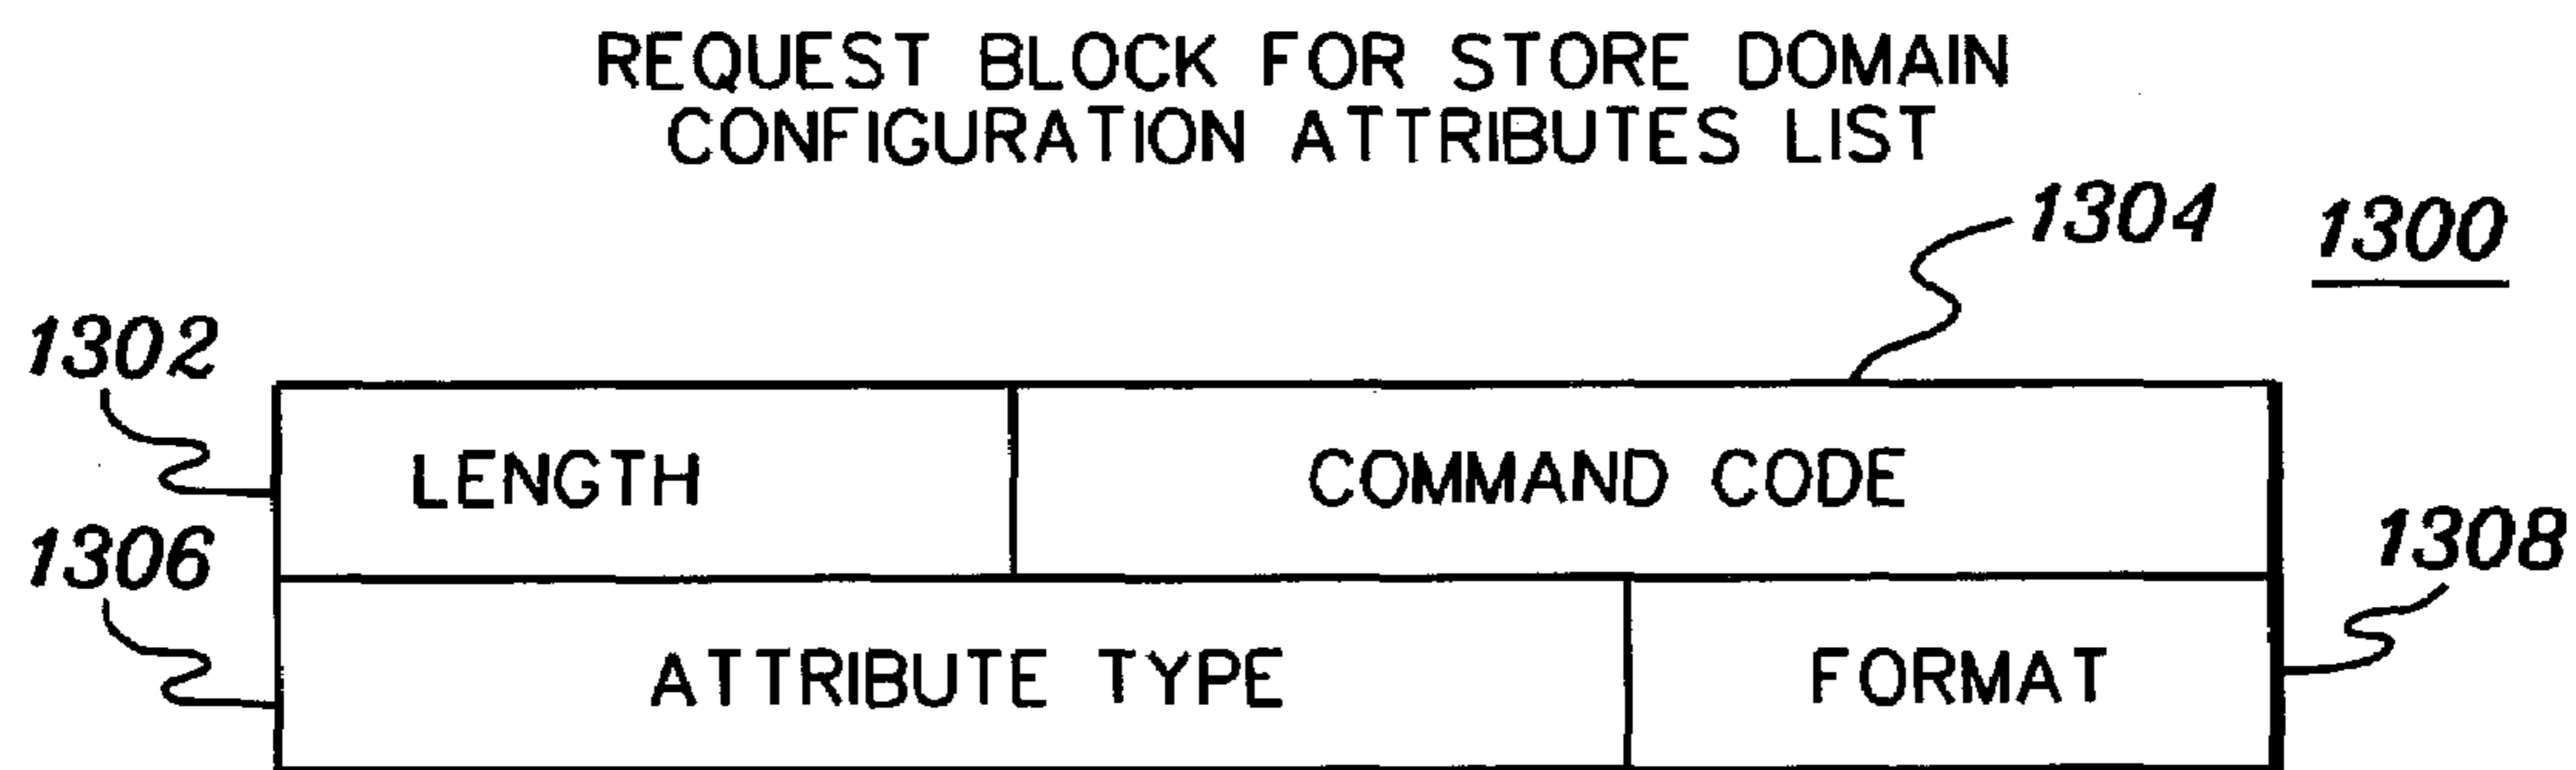 REQUEST BLOCK FOR STORE DOMAIN
CONFIGURATION ATTRIBUTES LIST
1304 1300
1302
LENGTH COMMAND CODE
1306 1308
ATTRIBUTE TYPE FORMAT